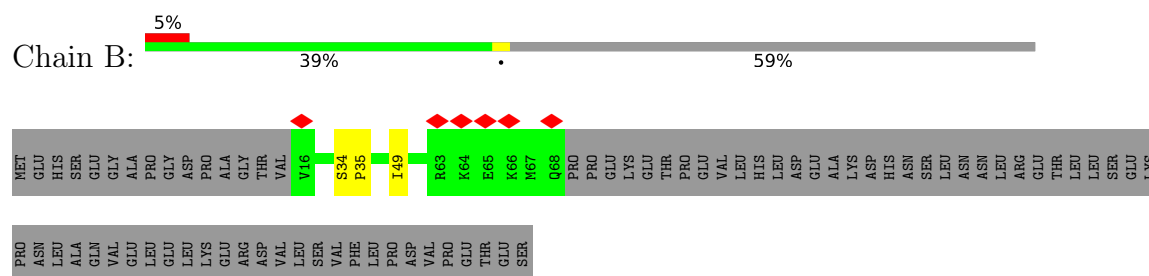 5%
Chain B:
39% • 59%
MET GLU HIS SER GLU GLY ALA PRO GLY ASP PRO ALA GLY THR VAL V16 S34 P35 I49 R63 K64 E65 K66 M67 Q68 PRO PRO GLU LYS GLU THR PRO GLU VAL LEU HIS LEU ASP GLU ALA LYS ASP HIS ASN SER LEU ASN ASN LEU ARG GLU THR LEU LEU SER GLU LYS
PRO ASN LEU ALA GLN VAL GLU LEU GLU LEU LYS GLU ARG ASP VAL LEU SER VAL PHE LEU PRO ASP VAL PRO GLU THR GLU SER